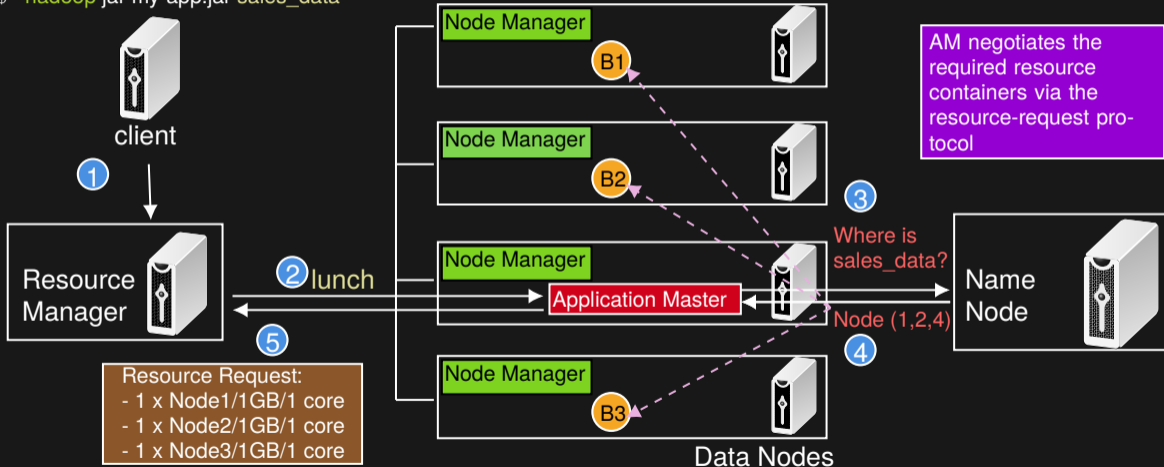 $ hadoop jar my-app.jar sales_data
client
1
Resource
Manager
2
lunch
5
Resource Request:
- 1 x Node1/1GB/1 core
- 1 x Node2/1GB/1 core
- 1 x Node3/1GB/1 core
Node Manager
B1
Node Manager
B2
Node Manager
Application Master
Node Manager
B3
Data Nodes
3
Where is
sales_data?
Node (1,2,4)
4
Name
Node
AM negotiates the
required resource
containers via the
resource-request pro-
tocol